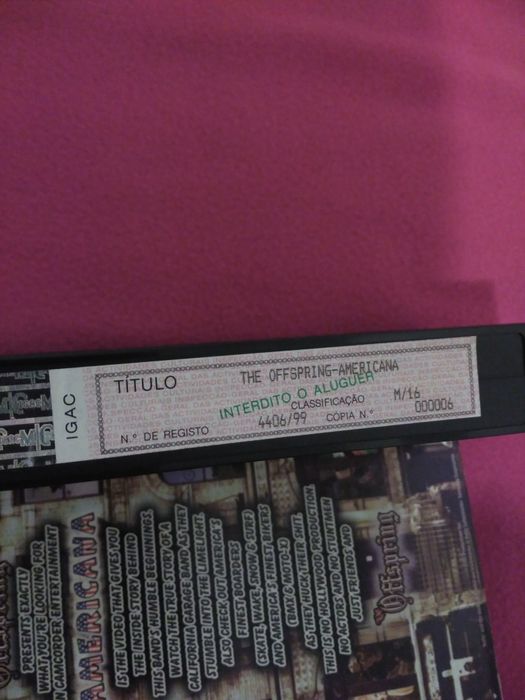 IGAC
TÍTULO
THE OFFSPRING-AMERICANA
INTERDITO O ALUGUER
CLASSIFICAÇÃO
M/16
N.º DE REGISTO
4406/99
CÓPIA N.º
000006
PRESENTS EXACTLY
WHAT YOU'RE LOOKING FOR
IN CAMCORDER ENTERTAINMENT
AMERICANA
IS THE VIDEO THAT GIVES YOU
THE INSIDE STORY BEHIND
THIS BAND'S HUMBLE BEGINNINGS.
WATCH THE TRUE STORY OF A
CALIFORNIA GARAGE BAND AS THEY
STUMBLE INTO THE LIMELIGHT.
ALSO CHECK OUT AMERICA'S
FINEST BOARDERS
(SKATE, WAKE, SNOW & SURF)
AND AMERICA'S FINEST BIKERS
(BMX & MOTO-X)
AS THEY HUCK THEIR SHIT.
THIS IS NO HOLLYWOOD PRODUCTION.
NO ACTORS AND NO STUNTMEN
JUST FRIENDS AND
The Offspring